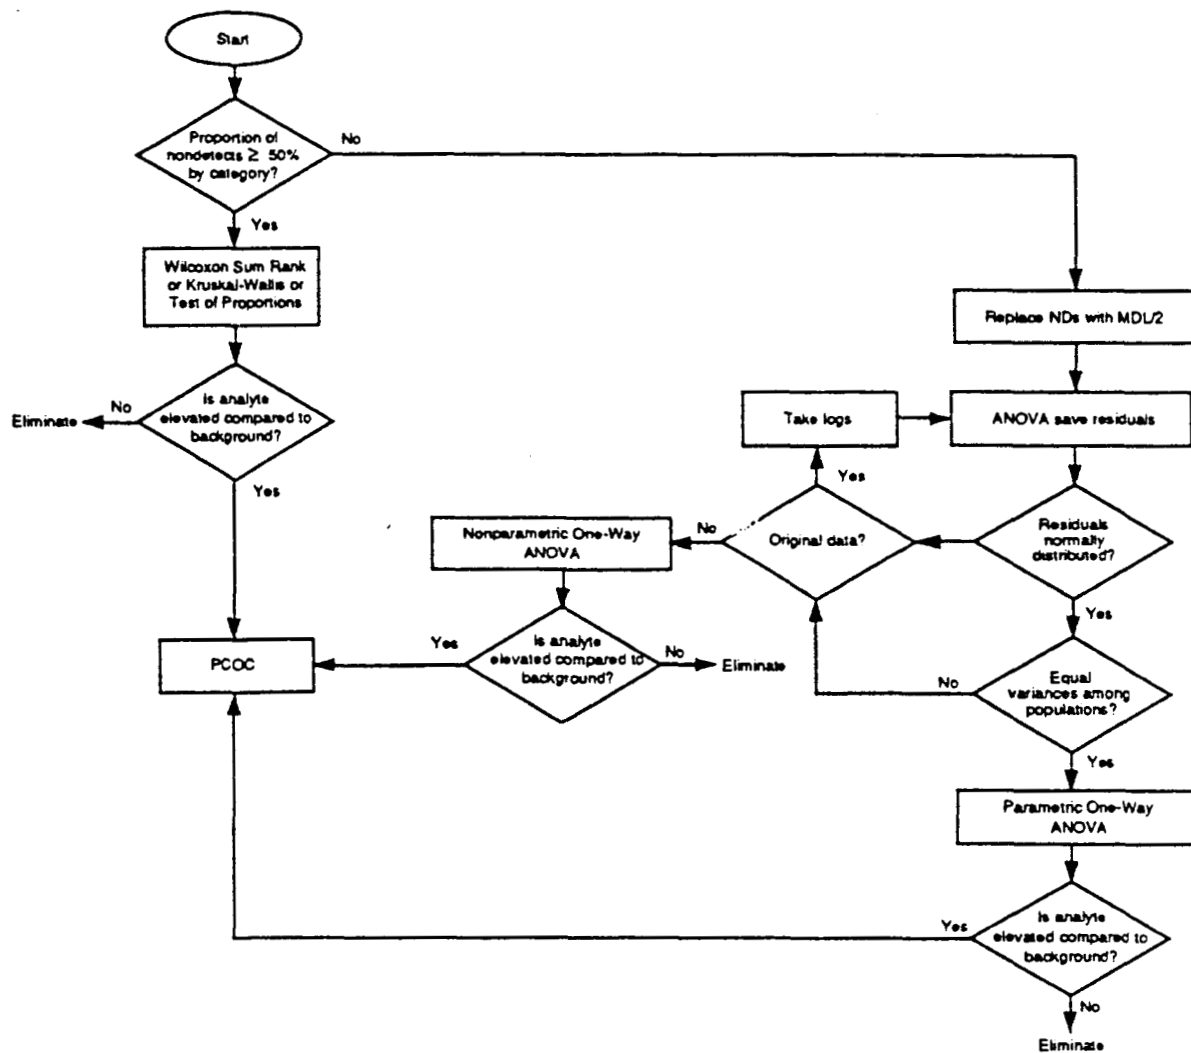 Start
Proportion of
nondetects ≥ 50%
by category?
No
Yes
Wilcoxon Sum Rank
or Kruskal-Wallis or
Test of Proportions
Replace NDs with MDL/2
Is analyte
elevated compared to
background?
No
Eliminate
Yes
Take logs
ANOVA save residuals
Yes
Nonparametric One-Way
ANOVA
No
Original data?
Residuals
normally
distributed?
Yes
PCOC
Yes
Is analyte
elevated compared to
background?
No
Eliminate
No
Equal
variances among
populations?
Yes
Parametric One-Way
ANOVA
Yes
Is analyte
elevated compared to
background?
No
Eliminate